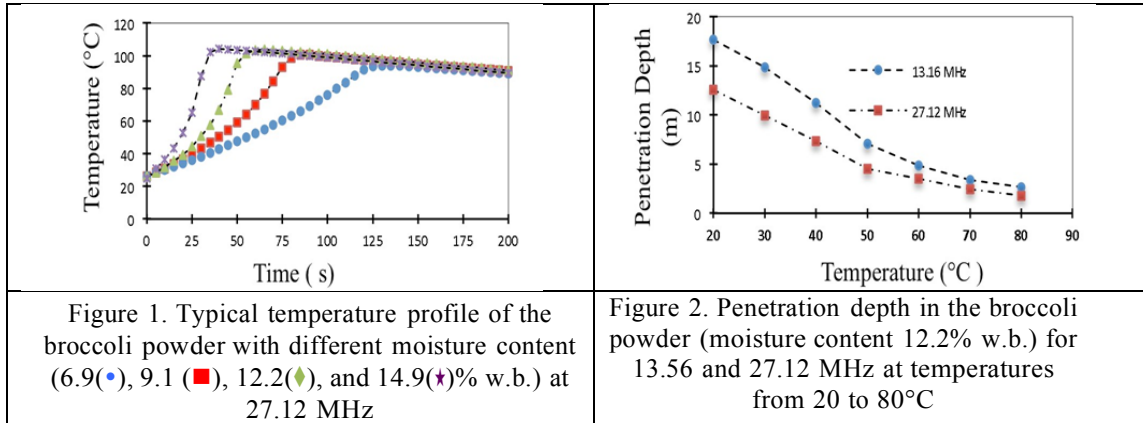 Temperature (°C)
120
100
80
60
40
20
0
0 25 50 75 100 125 150 175 200
Time ( s)
Penetration Depth
(m)
20
15
10
5
0
13.16 MHz
27.12 MHz
20 30 40 50 60 70 80 90
Temperature (°C )
Figure 1. Typical temperature profile of the
broccoli powder with different moisture content
(6.9(•), 9.1 (■), 12.2(♦), and 14.9(★)% w.b.) at
27.12 MHz
Figure 2. Penetration depth in the broccoli
powder (moisture content 12.2% w.b.) for
13.56 and 27.12 MHz at temperatures
from 20 to 80°C